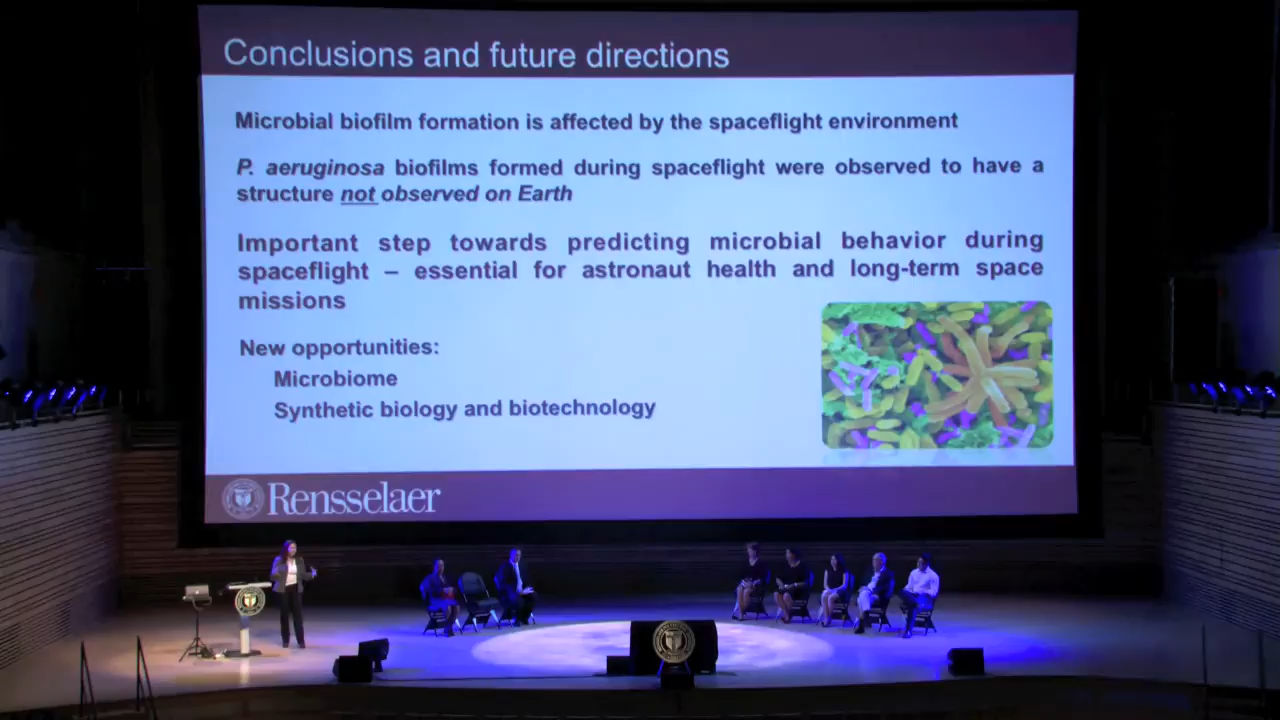 Conclusions and future directions
Microbial biofilm formation is affected by the spaceflight environment
P. aeruginosa biofilms formed during spaceflight were observed to have a
structure not observed on Earth
Important step towards predicting microbial behavior during
spaceflight – essential for astronaut health and long-term space
missions
New opportunities:
Microbiome
Synthetic biology and biotechnology
Rensselaer